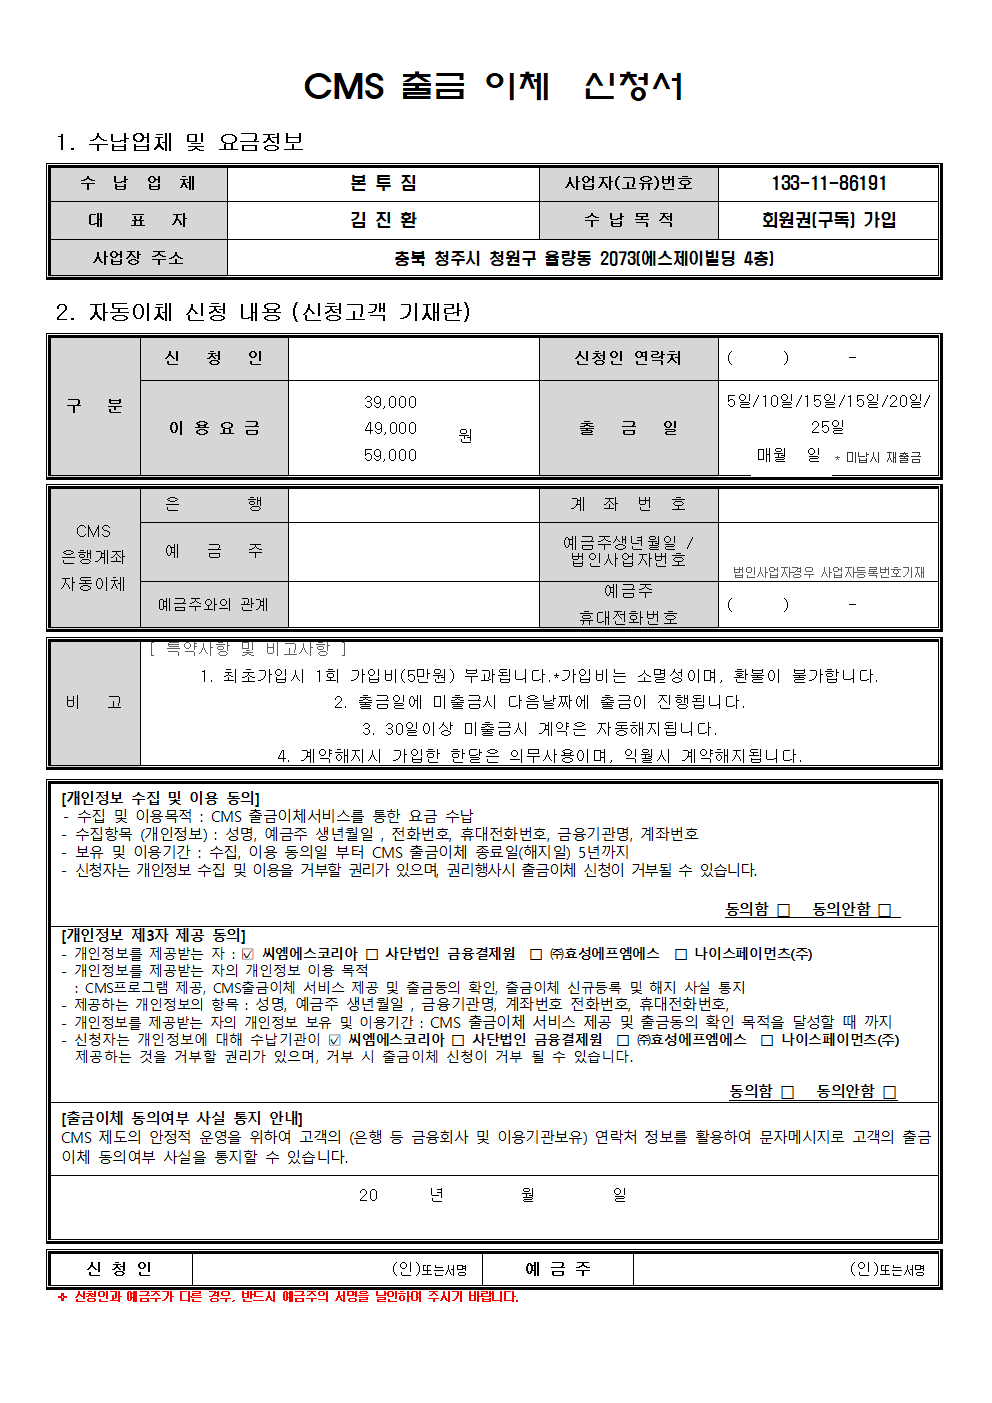 CMS 출금 이체 신청서
1. 수납업체 및 요금정보
수 납 업 체 본 투 짐 사업자(고유)번호 133-11-86191
대 표 자 김 진 환 수 납 목 적 회원권(구독) 가입
사업장 주소 충북 청주시 청원구 율량동 2073(에스제이빌딩 4층)
2. 자동이체 신청 내용 (신청고객 기재란)
구 분
신 청 인 신청인 연락처 ( ) -
이 용 요 금
39,000
49,000 원
59,000
출 금 일
5일/10일/15일/15일/20일/
25일
매월 일 * 미납시 재출금
CMS
은행계좌
자동이체
은 행 계 좌 번 호
예 금 주
예금주생년월일 /
법인사업자번호
법인사업자경우 사업자등록번호기재
예금주와의 관계
예금주
휴대전화번호
( ) -
비 고
[ 특약사항 및 비고사항 ]
1. 최초가입시 1회 가입비(5만원) 부과됩니다.*가입비는 소멸성이며, 환불이 불가합니다.
2. 출금일에 미출금시 다음날짜에 출금이 진행됩니다.
3. 30일이상 미출금시 계약은 자동해지됩니다.
4. 계약해지시 가입한 한달은 의무사용이며, 익월시 계약해지됩니다.
[개인정보 수집 및 이용 동의]
- 수집 및 이용목적 : CMS 출금이체서비스를 통한 요금 수납
- 수집항목 (개인정보) : 성명, 예금주 생년월일 , 전화번호, 휴대전화번호, 금융기관명, 계좌번호
- 보유 및 이용기간 : 수집, 이용 동의일 부터 CMS 출금이체 종료일(해지일) 5년까지
- 신청자는 개인정보 수집 및 이용을 거부할 권리가 있으며, 권리행사시 출금이체 신청이 거부될 수 있습니다.
동의함 □ 동의안함 □
[개인정보 제3자 제공 동의]
- 개인정보를 제공받는 자 : ☑ 씨엠에스코리아 □ 사단법인 금융결제원 □ ㈜효성에프엠에스 □ 나이스페이먼츠(주)
- 개인정보를 제공받는 자의 개인정보 이용 목적
: CMS프로그램 제공, CMS출금이체 서비스 제공 및 출금동의 확인, 출금이체 신규등록 및 해지 사실 통지
- 제공하는 개인정보의 항목 : 성명, 예금주 생년월일 , 금융기관명, 계좌번호 전화번호, 휴대전화번호,
- 개인정보를 제공받는 자의 개인정보 보유 및 이용기간 : CMS 출금이체 서비스 제공 및 출금동의 확인 목적을 달성할 때 까지
- 신청자는 개인정보에 대해 수납기관이 ☑ 씨엠에스코리아 □ 사단법인 금융결제원 □ ㈜효성에프엠에스 □ 나이스페이먼츠(주)
제공하는 것을 거부할 권리가 있으며, 거부 시 출금이체 신청이 거부 될 수 있습니다.
동의함 □ 동의안함 □
[출금이체 동의여부 사실 통지 안내]
CMS 제도의 안정적 운영을 위하여 고객의 (은행 등 금융회사 및 이용기관보유) 연락처 정보를 활용하여 문자메시지로 고객의 출금
이체 동의여부 사실을 통지할 수 있습니다.
20 년 월 일
신 청 인 (인)또는서명 예 금 주 (인)또는서명
※ 신청인과 예금주가 다른 경우, 반드시 예금주의 서명을 날인하여 주시기 바랍니다.